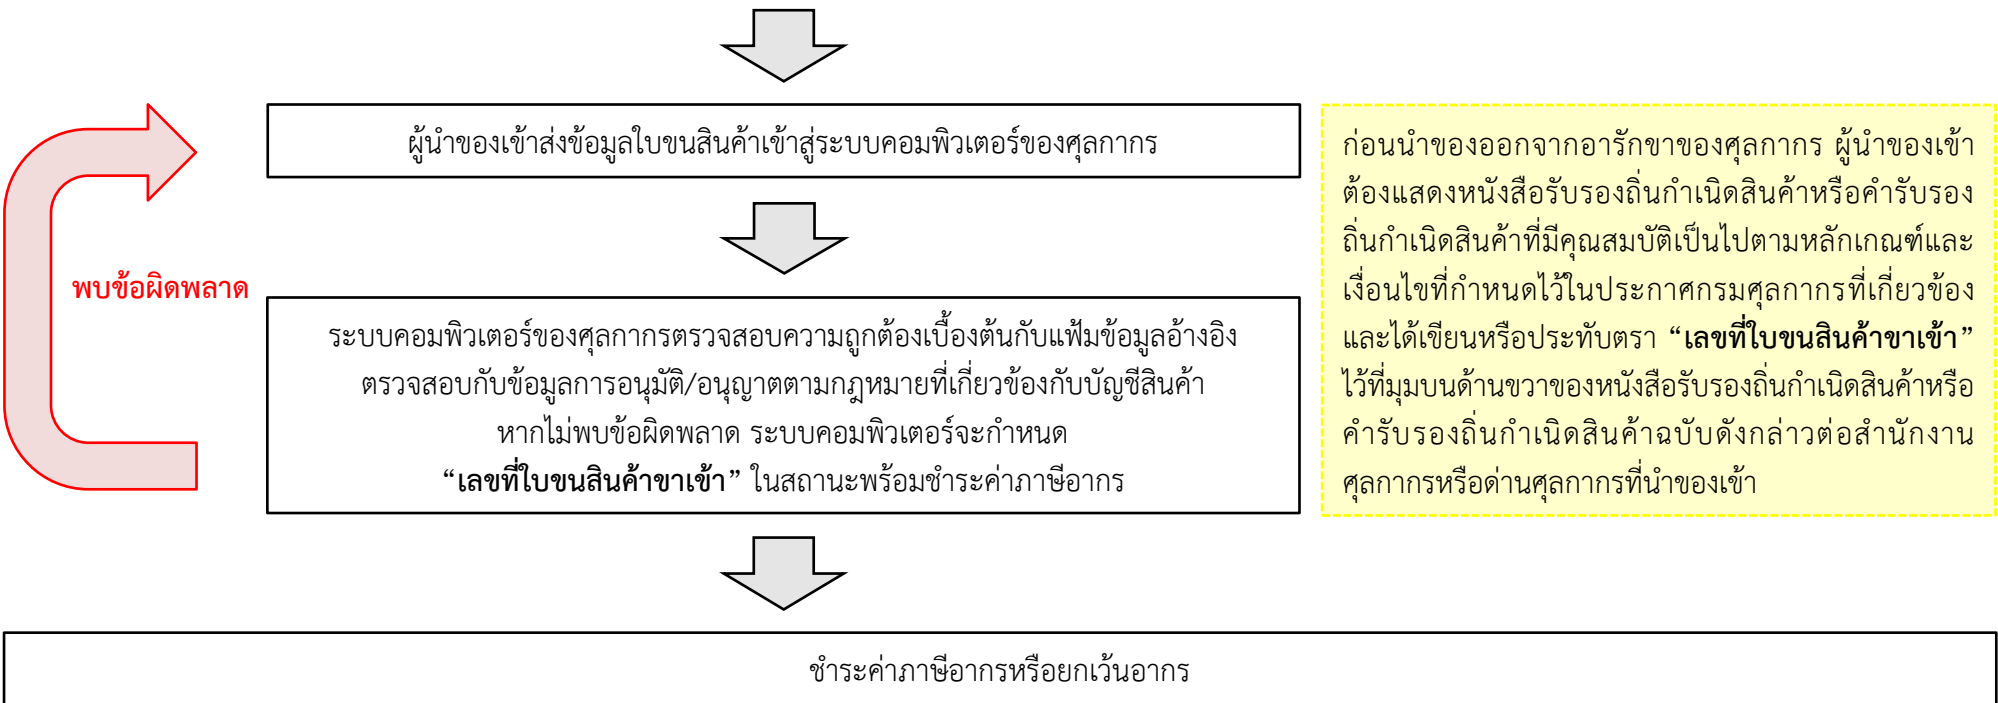 ผู้นำของเข้าส่งข้อมูลใบขนสินค้าเข้าสู่ระบบคอมพิวเตอร์ของศุลกากร
พบข้อผิดพลาด
ระบบคอมพิวเตอร์ของศุลกากรตรวจสอบความถูกต้องเบื้องต้นกับแฟ้มข้อมูลอ้างอิง
ตรวจสอบกับข้อมูลการอนุมัติ/อนุญาตตามกฎหมายที่เกี่ยวข้องกับบัญชีสินค้า
หากไม่พบข้อผิดพลาด ระบบคอมพิวเตอร์จะกำหนด
“เลขที่ใบขนสินค้าขาเข้า” ในสถานะพร้อมชำระค่าภาษีอากร
ก่อนนำของออกจากอารักขาของศุลกากร ผู้นำของเข้า
ต้องแสดงหนังสือรับรองถิ่นกำเนิดสินค้าหรือคำรับรอง
ถิ่นกำเนิดสินค้าที่มีคุณสมบัติเป็นไปตามหลักเกณฑ์และ
เงื่อนไขที่กำหนดไว้ในประกาศกรมศุลกากรที่เกี่ยวข้อง
และได้เขียนหรือประทับตรา “เลขที่ใบขนสินค้าขาเข้า”
ไว้ที่มุมบนด้านขวาของหนังสือรับรองถิ่นกำเนิดสินค้าหรือ
คำรับรองถิ่นกำเนิดสินค้าฉบับดังกล่าวต่อสำนักงาน
ศุลกากรหรือด่านศุลกากรที่นำของเข้า
ชำระค่าภาษีอากรหรือยกเว้นอากร